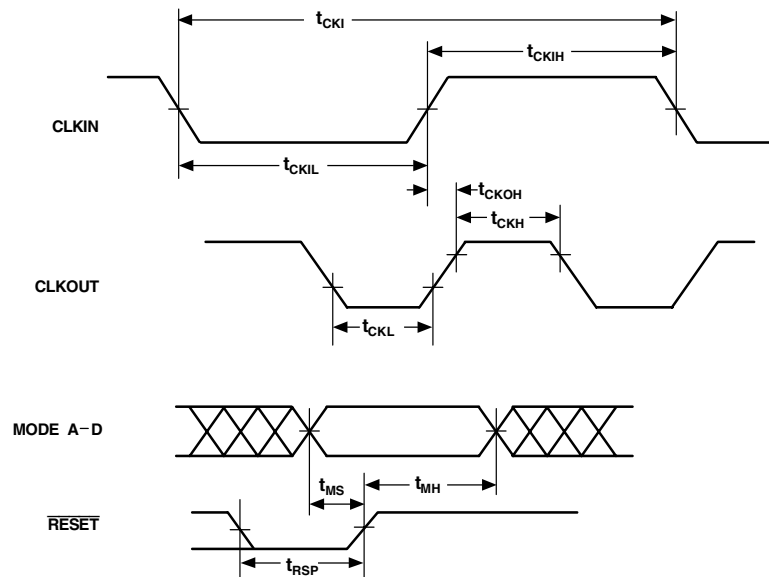 tCKI
tCKIH
CLKIN
tCKIL
tCKOH
tCKH
CLKOUT
tCKL
MODE A–D
tMS
tMH
RESET
tRSP